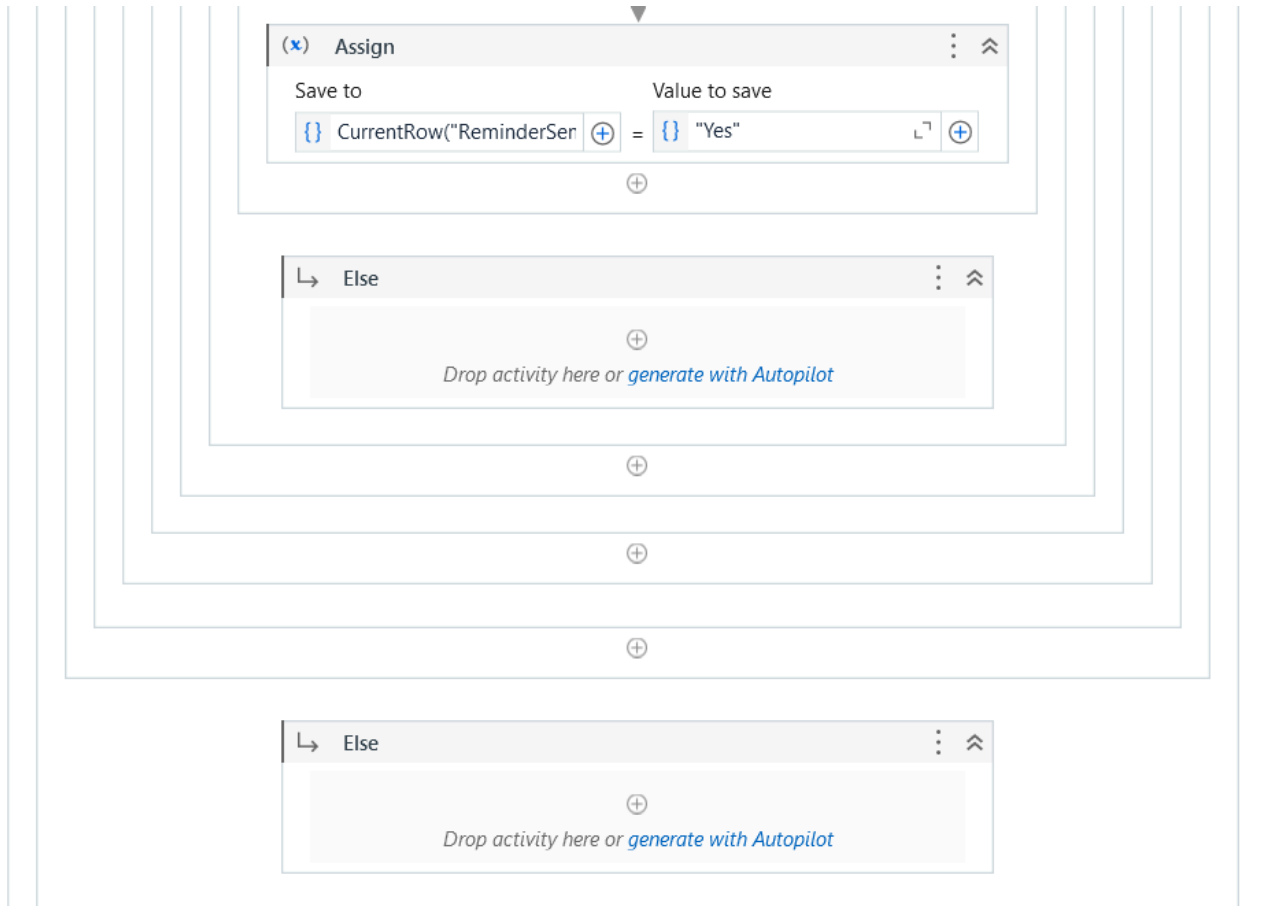 (x) Assign
Save to Value to save
{} CurrentRow("ReminderSen = {} "Yes"
Else
Drop activity here or generate with Autopilot
Else
Drop activity here or generate with Autopilot